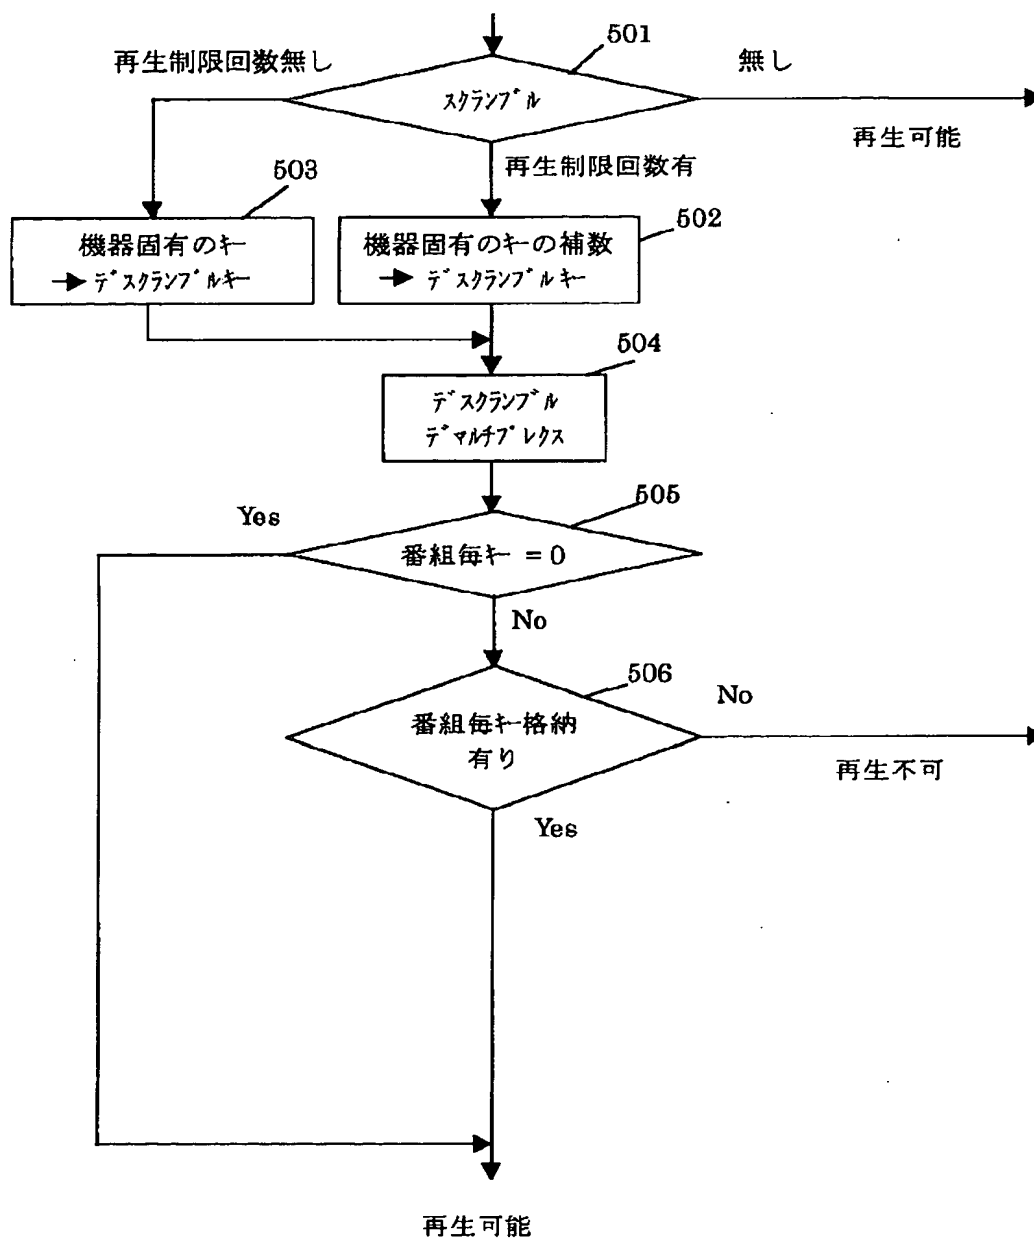 501
再生制限回数無し
無し
スクランブル
再生可能
再生制限回数有
503
502
機器固有のキー
→ デスクランブルキー
機器固有のキーの補数
→ デスクランブルキー
504
デスクランブル
デマルチプレクス
505
Yes
番組毎キー = 0
No
506
No
番組毎キー格納
有り
再生不可
Yes
再生可能